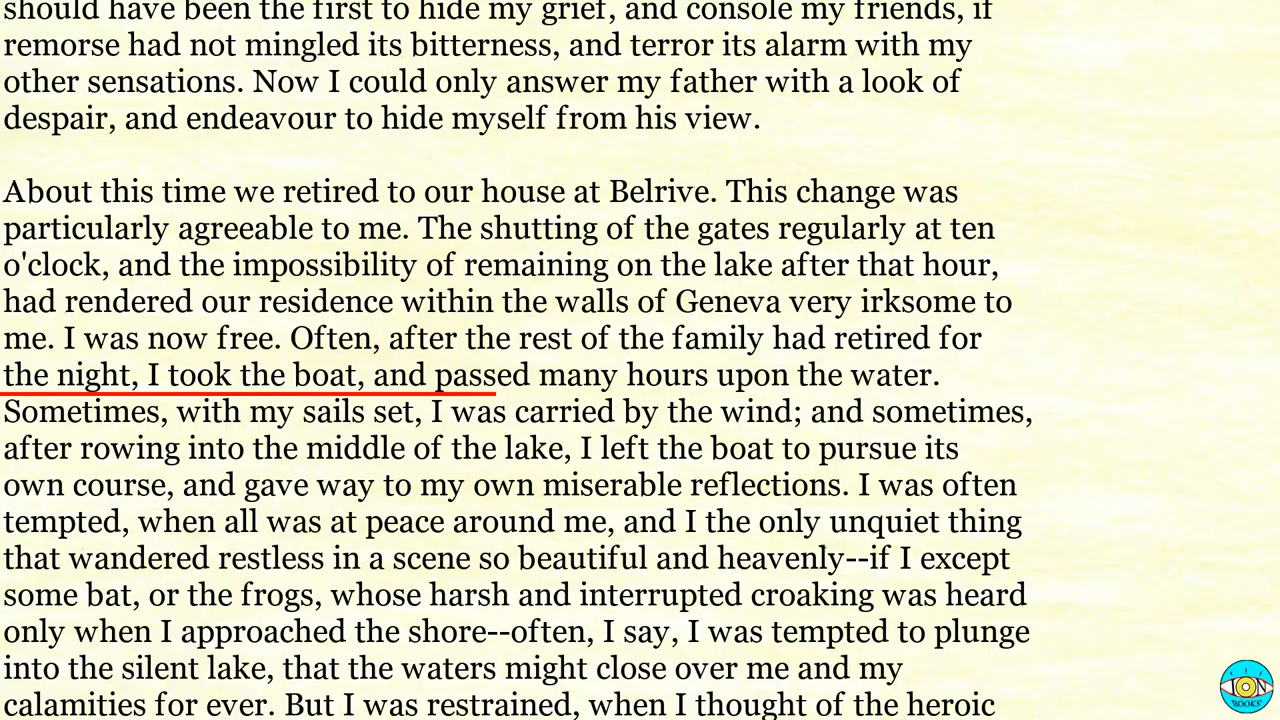 should have been the first to hide my grief, and console my friends, if
remorse had not mingled its bitterness, and terror its alarm with my
other sensations. Now I could only answer my father with a look of
despair, and endeavour to hide myself from his view.
About this time we retired to our house at Belrive. This change was
particularly agreeable to me. The shutting of the gates regularly at ten
o'clock, and the impossibility of remaining on the lake after that hour,
had rendered our residence within the walls of Geneva very irksome to
me. I was now free. Often, after the rest of the family had retired for
the night, I took the boat, and passed many hours upon the water.
Sometimes, with my sails set, I was carried by the wind; and sometimes,
after rowing into the middle of the lake, I left the boat to pursue its
own course, and gave way to my own miserable reflections. I was often
tempted, when all was at peace around me, and I the only unquiet thing
that wandered restless in a scene so beautiful and heavenly--if I except
some bat, or the frogs, whose harsh and interrupted croaking was heard
only when I approached the shore--often, I say, I was tempted to plunge
into the silent lake, that the waters might close over me and my
calamities for ever. But I was restrained, when I thought of the heroic
ION
BOOKS